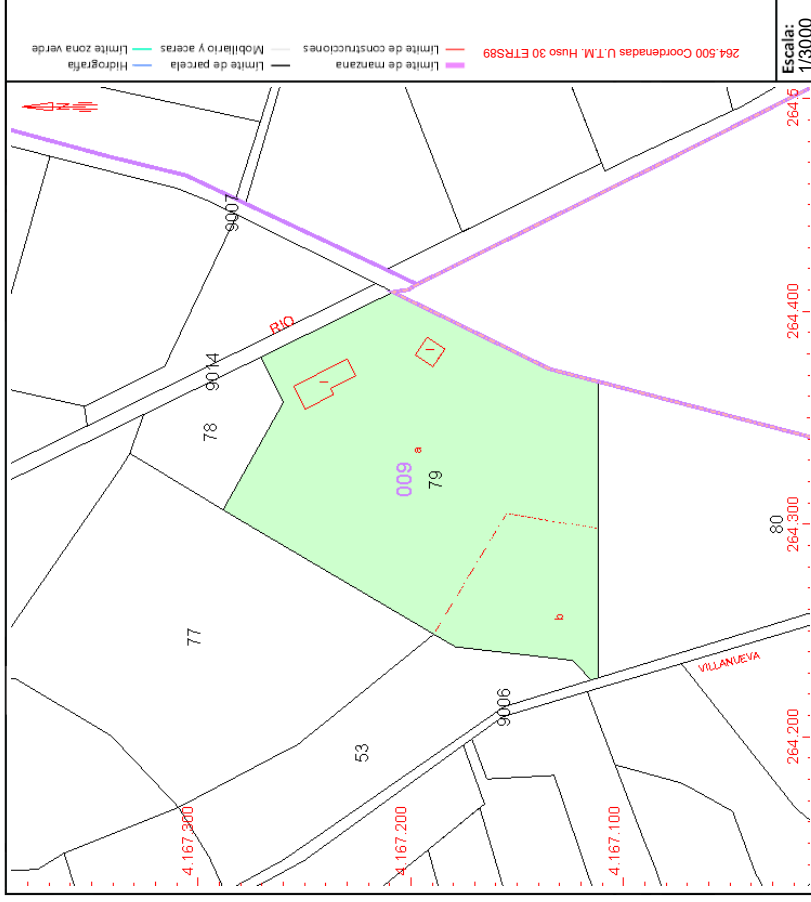 Límite de manzana
Límite de parcela
Límite de construcciones
Mobiliario y aceras
Límite zona verde
Hidrografía
264.500 Coordenadas U.T.M. Huso 30 ETRS89
Escala:
1/3000
N
9007
RIO
9014
78
a
009
79
77
b
80
VILLANUEVA
9006
53
4.167.300
4.167.200
4.167.100
264.200
264.300
264.400
264.5